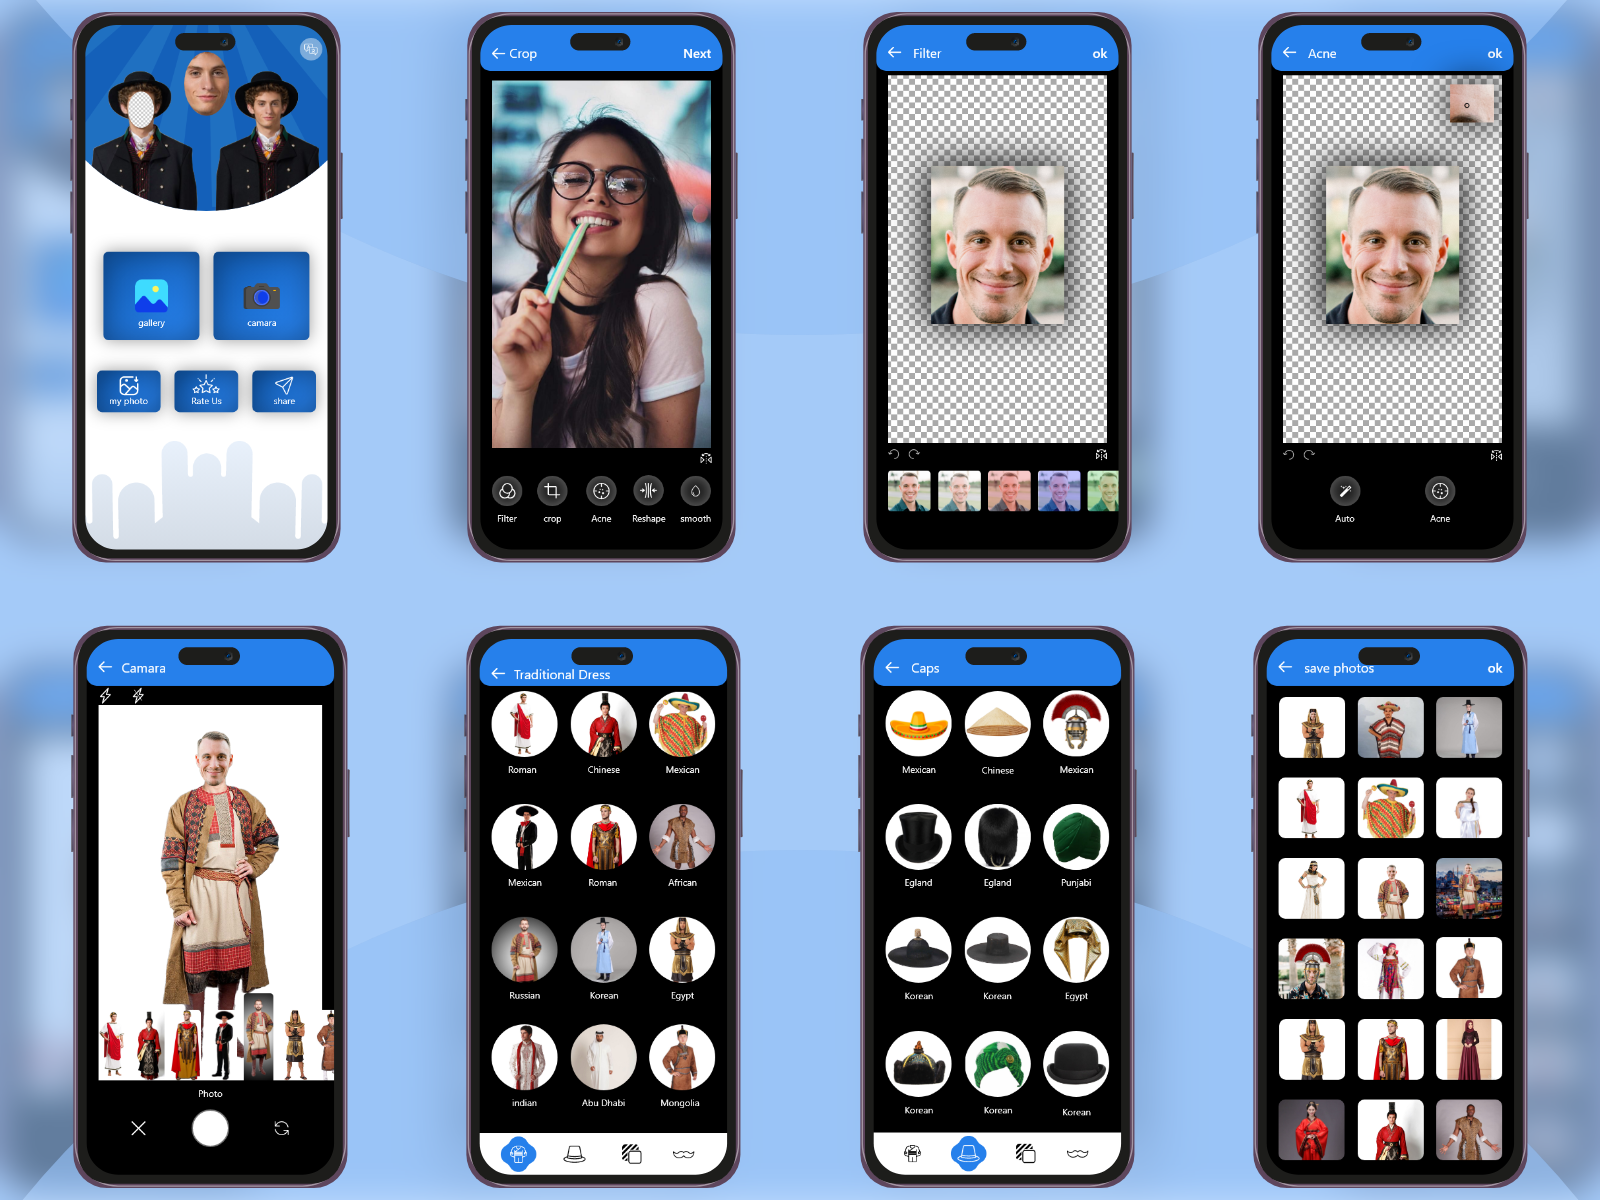 gallery
camara
my photo
Rate Us
share
Crop
Next
Filter
crop
Acne
Reshape
smooth
Filter
ok
Acne
ok
Auto
Acne
Camara
Photo
Traditional Dress
Roman
Chinese
Mexican
Mexican
Roman
African
Russian
Korean
Egypt
indian
Abu Dhabi
Mongolia
Caps
Mexican
Chinese
Mexican
Egland
Egland
Punjabi
Korean
Korean
Egypt
Korean
Korean
Korean
save photos
ok